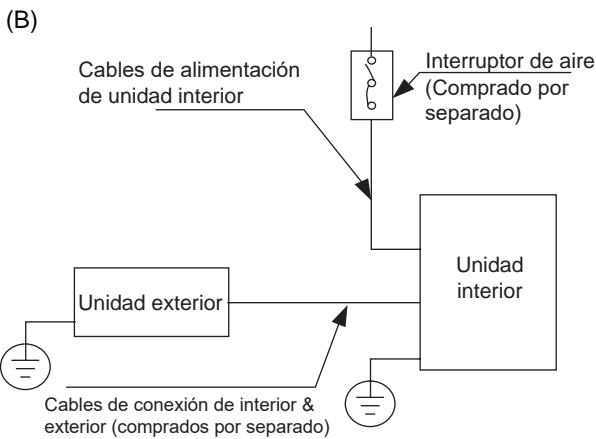 (B)
Cables de alimentación
de unidad interior
Interruptor de aire
(Comprado por
separado)
Unidad
interior
Unidad exterior
Cables de conexión de interior &
exterior (comprados por separado)